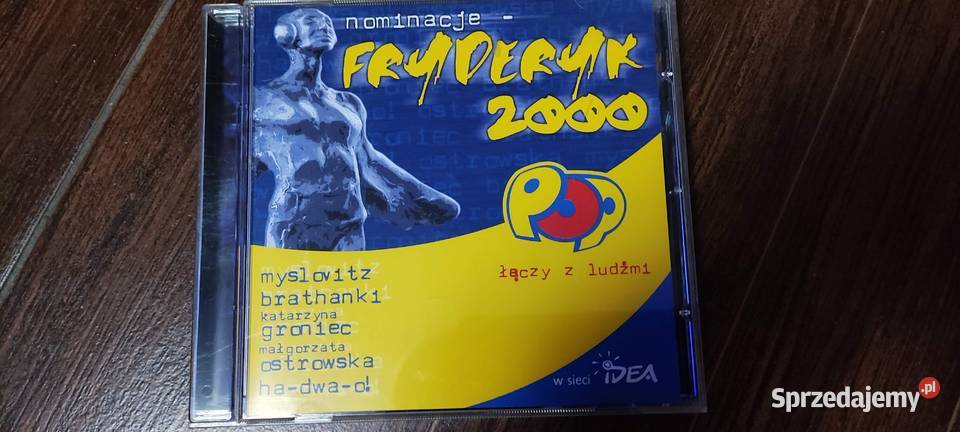 nominacje -
FRYDERYK
2000
POP
łączy z ludźmi
myslovitz
brathanki
katarzyna
groniec
małgorzata
ostrowska
ha-dwa-o!
w sieci IDEA
Sprzedajemy.pl